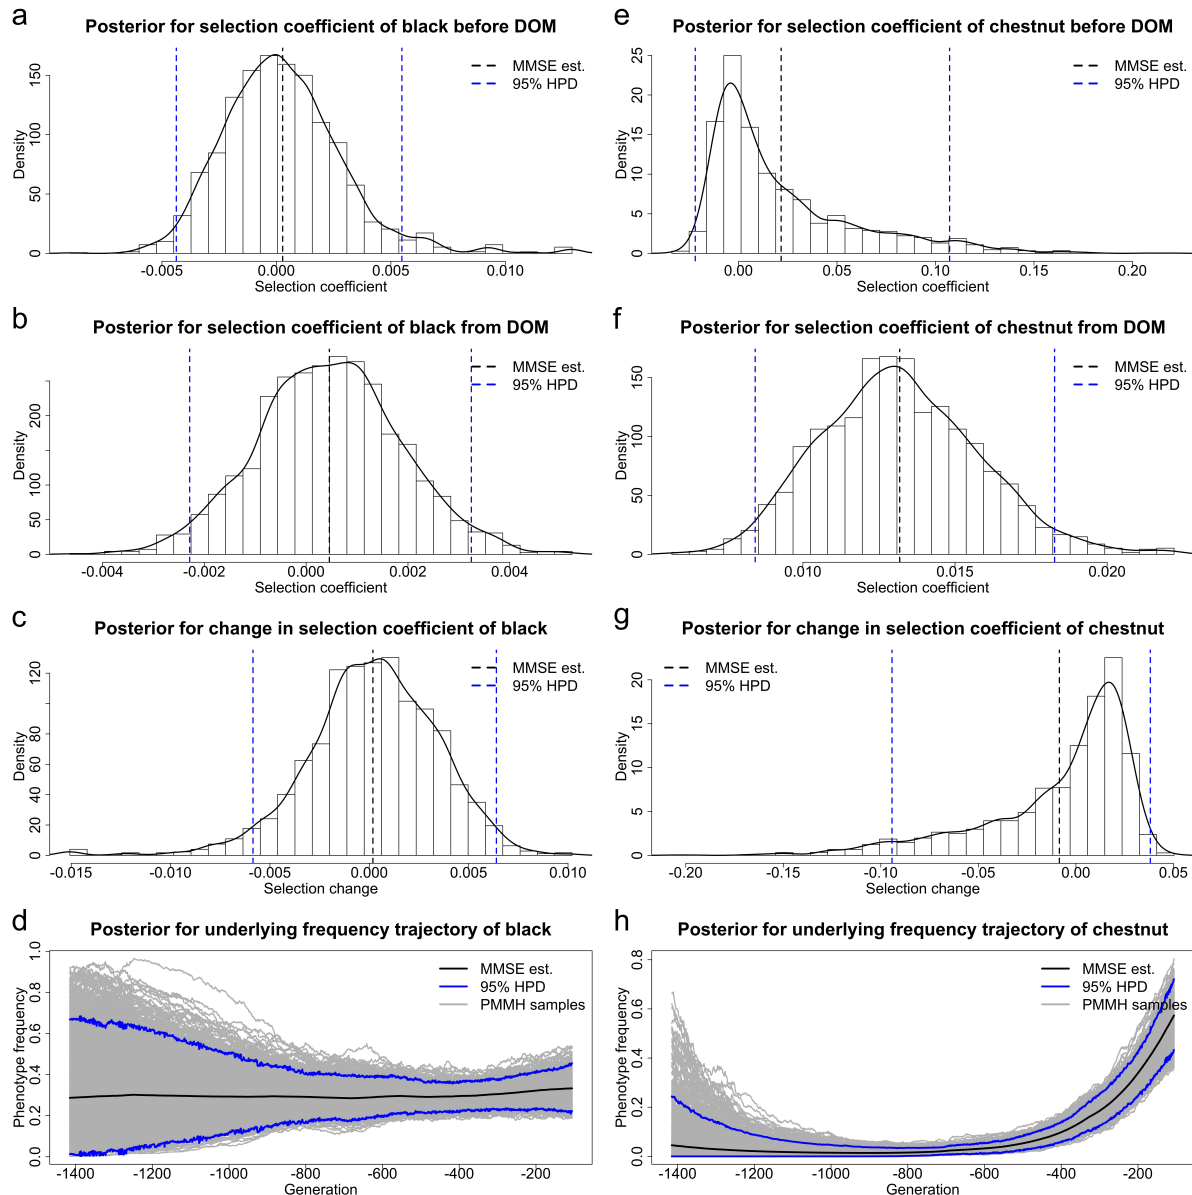 a
Posterior for selection coefficient of black before DOM
MMSE est.
95% HPD
Density
0 50 100 150
-0.005 0.000 0.005 0.010
Selection coefficient
e
Posterior for selection coefficient of chestnut before DOM
MMSE est.
95% HPD
Density
0 5 10 15 20 25
0.00 0.05 0.10 0.15 0.20
Selection coefficient
b
Posterior for selection coefficient of black from DOM
MMSE est.
95% HPD
Density
0 50 100 200
-0.004 -0.002 0.000 0.002 0.004
Selection coefficient
f
Posterior for selection coefficient of chestnut from DOM
MMSE est.
95% HPD
Density
0 50 100 150
0.010 0.015 0.020
Selection coefficient
c
Posterior for change in selection coefficient of black
MMSE est.
95% HPD
Density
0 20 40 60 80 120
-0.015 -0.010 -0.005 0.000 0.005 0.010
Selection change
g
Posterior for change in selection coefficient of chestnut
MMSE est.
95% HPD
Density
0 5 10 15 20
-0.20 -0.15 -0.10 -0.05 0.00 0.05
Selection change
d
Posterior for underlying frequency trajectory of black
MMSE est.
95% HPD
PMMH samples
Phenotype frequency
0.0 0.2 0.4 0.6 0.8 1.0
-1400 -1200 -1000 -800 -600 -400 -200
Generation
h
Posterior for underlying frequency trajectory of chestnut
MMSE est.
95% HPD
PMMH samples
Phenotype frequency
0.0 0.2 0.4 0.6 0.8
-1400 -1200 -1000 -800 -600 -400 -200
Generation